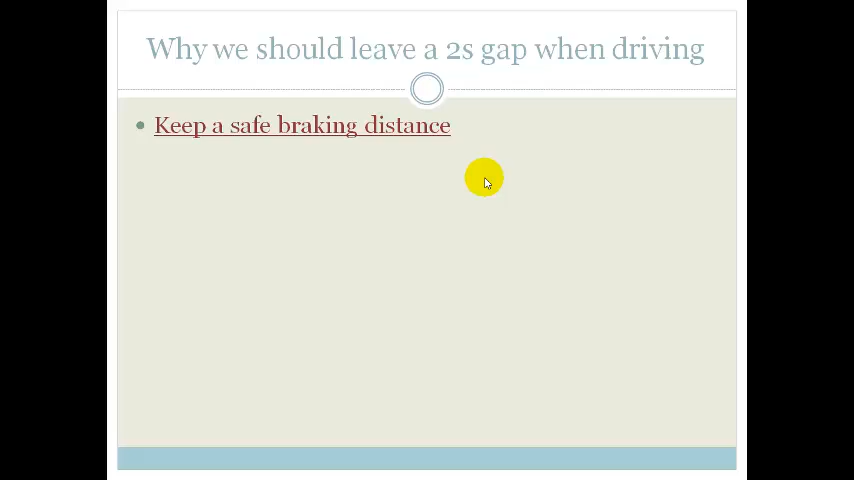 Why we should leave a 2s gap when driving
Keep a safe braking distance